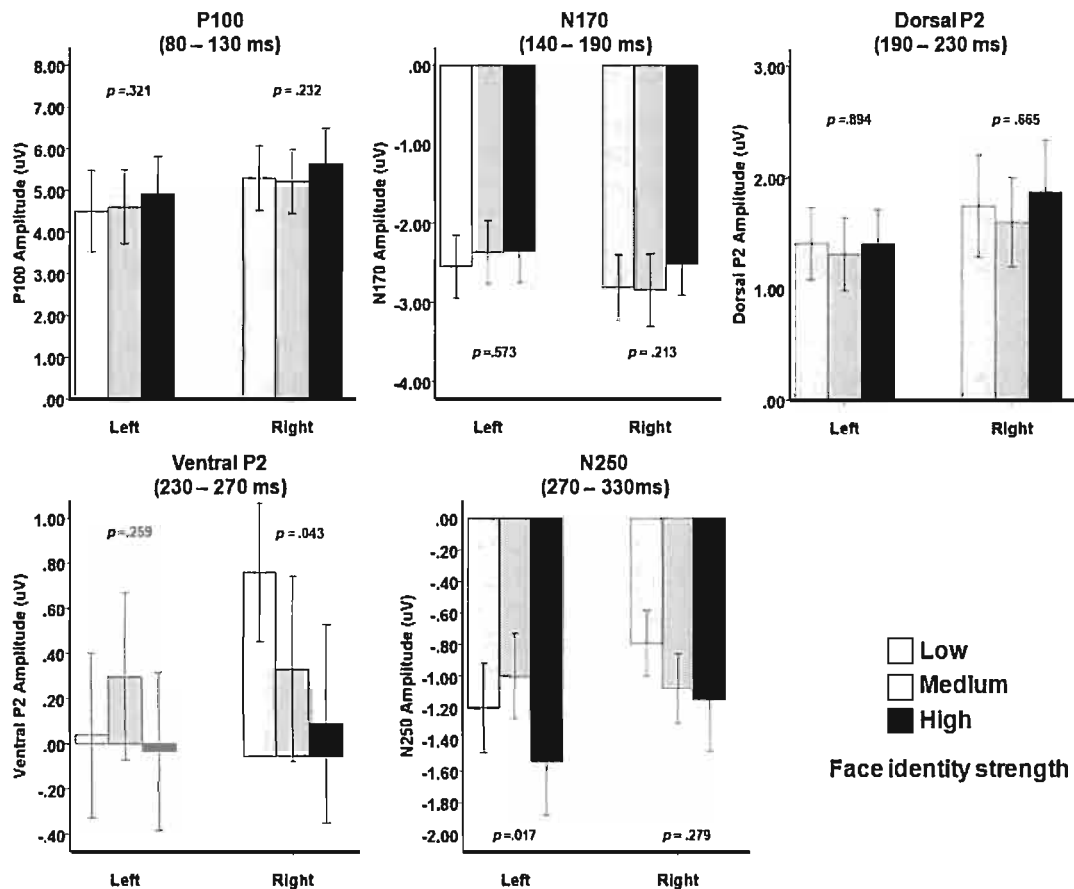 P100
(80 – 130 ms)
8.00
7.00
6.00
5.00
4.00
3.00
2.00
1.00
.00
P100 Amplitude (uV)
p =.321
p = .232
Left
Right
N170
(140 – 190 ms)
.00
-1.00
-2.00
-3.00
-4.00
N170 Amplitude (uV)
p =.573
p = .213
Left
Right
Dorsal P2
(190 – 230 ms)
3.00
2.00
1.00
.00
Dorsal P2 Amplitude (uV)
p =.894
p = .665
Left
Right
Ventral P2
(230 – 270 ms)
1.00
.80
.60
.40
.20
.00
-.20
-.40
Ventral P2 Amplitude (uV)
p =.259
p = .043
Left
Right
N250
(270 – 330ms)
.00
-.20
-.40
-.60
-.80
-1.00
-1.20
-1.40
-1.60
-1.80
-2.00
N250 Amplitude (uV)
p =.017
p = .279
Left
Right
Low
Medium
High
Face identity strength